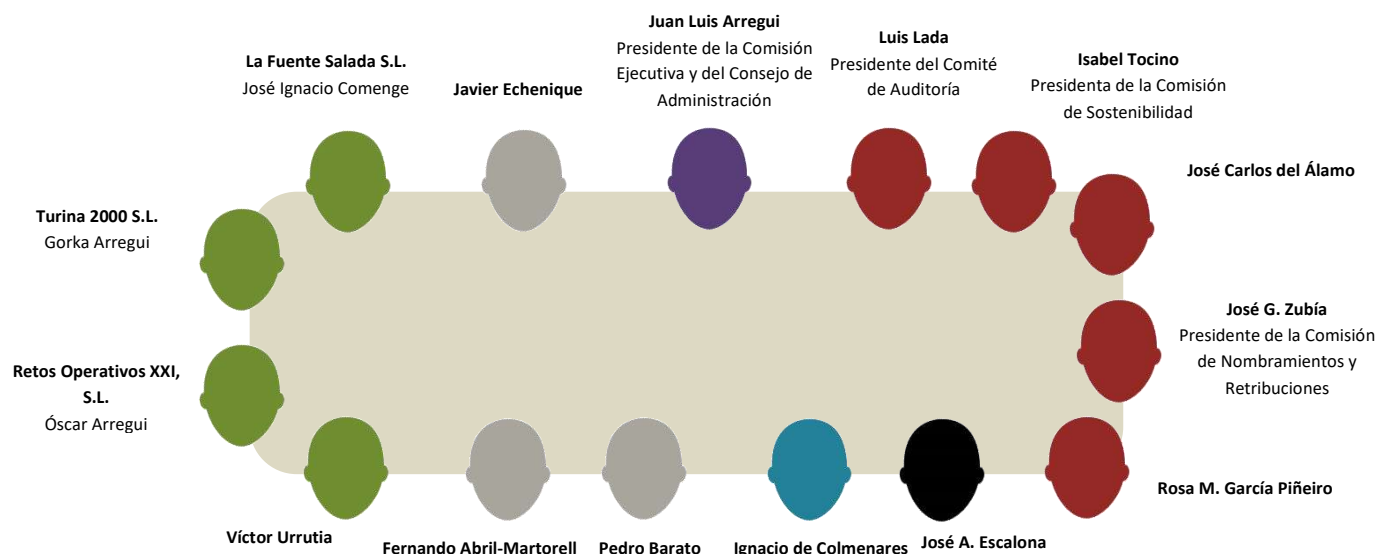 La Fuente Salada S.L.
José Ignacio Comenge
Javier Echenique
Juan Luis Arregui
Presidente de la Comisión
Ejecutiva y del Consejo de
Administración
Luis Lada
Presidente del Comité
de Auditoría
Isabel Tocino
Presidenta de la Comisión
de Sostenibilidad
José Carlos del Álamo
Turina 2000 S.L.
Gorka Arregui
José G. Zubía
Presidente de la Comisión
de Nombramientos y
Retribuciones
Retos Operativos XXI,
S.L.
Óscar Arregui
Rosa M. García Piñeiro
Víctor Urrutia
Fernando Abril-Martorell
Pedro Barato
Ignacio de Colmenares
José A. Escalona